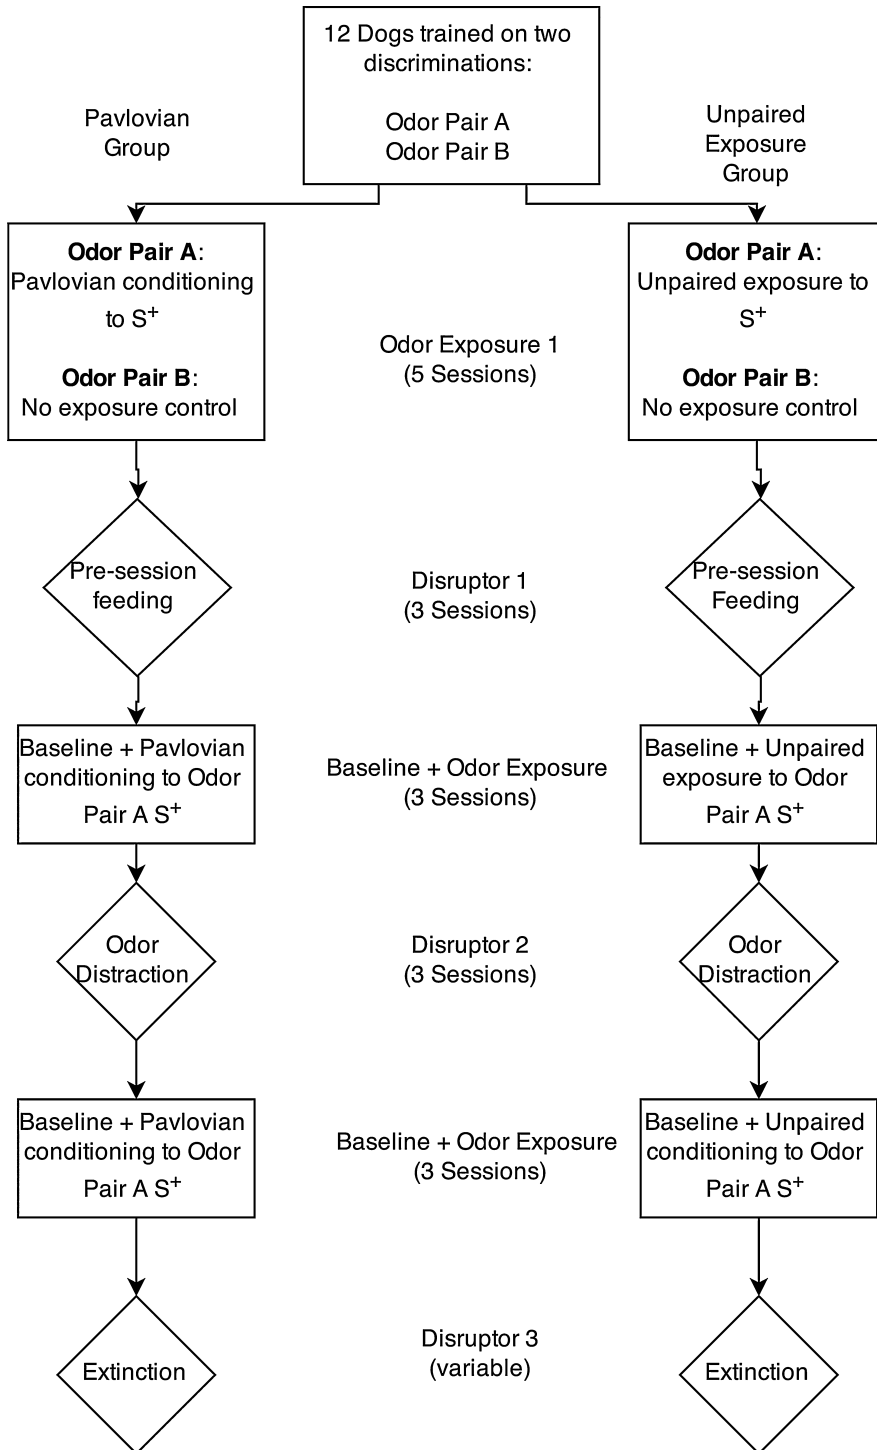 12 Dogs trained on two
discriminations:
Odor Pair A
Odor Pair B
Pavlovian
Group
Unpaired
Exposure
Group
Odor Pair A:
Pavlovian conditioning
to S+
Odor Pair B:
No exposure control
Odor Exposure 1
(5 Sessions)
Odor Pair A:
Unpaired exposure to
S+
Odor Pair B:
No exposure control
Pre-session
feeding
Disruptor 1
(3 Sessions)
Pre-session
Feeding
Baseline + Pavlovian
conditioning to Odor
Pair A S+
Baseline + Odor Exposure
(3 Sessions)
Baseline + Unpaired
exposure to Odor
Pair A S+
Odor
Distraction
Disruptor 2
(3 Sessions)
Odor
Distraction
Baseline + Pavlovian
conditioning to Odor
Pair A S+
Baseline + Odor Exposure
(3 Sessions)
Baseline + Unpaired
conditioning to Odor
Pair A S+
Extinction
Disruptor 3
(variable)
Extinction